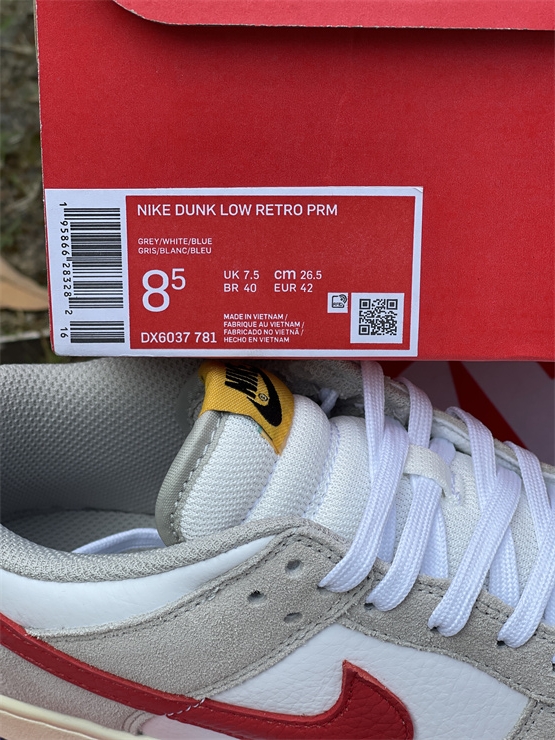 NIKE DUNK LOW RETRO PRM
GREY/WHITE/BLUE
GRIS/BLANC/BLEU
8⁵
UK 7.5 cm 26.5
BR 40 EUR 42
DX6037 781
MADE IN VIETNAM /
FABRIQUE AU VIETNAM /
FABRICADO NO VIETNÃ /
HECHO EN VIETNAM
1 95866 28328 2 16
NIKE